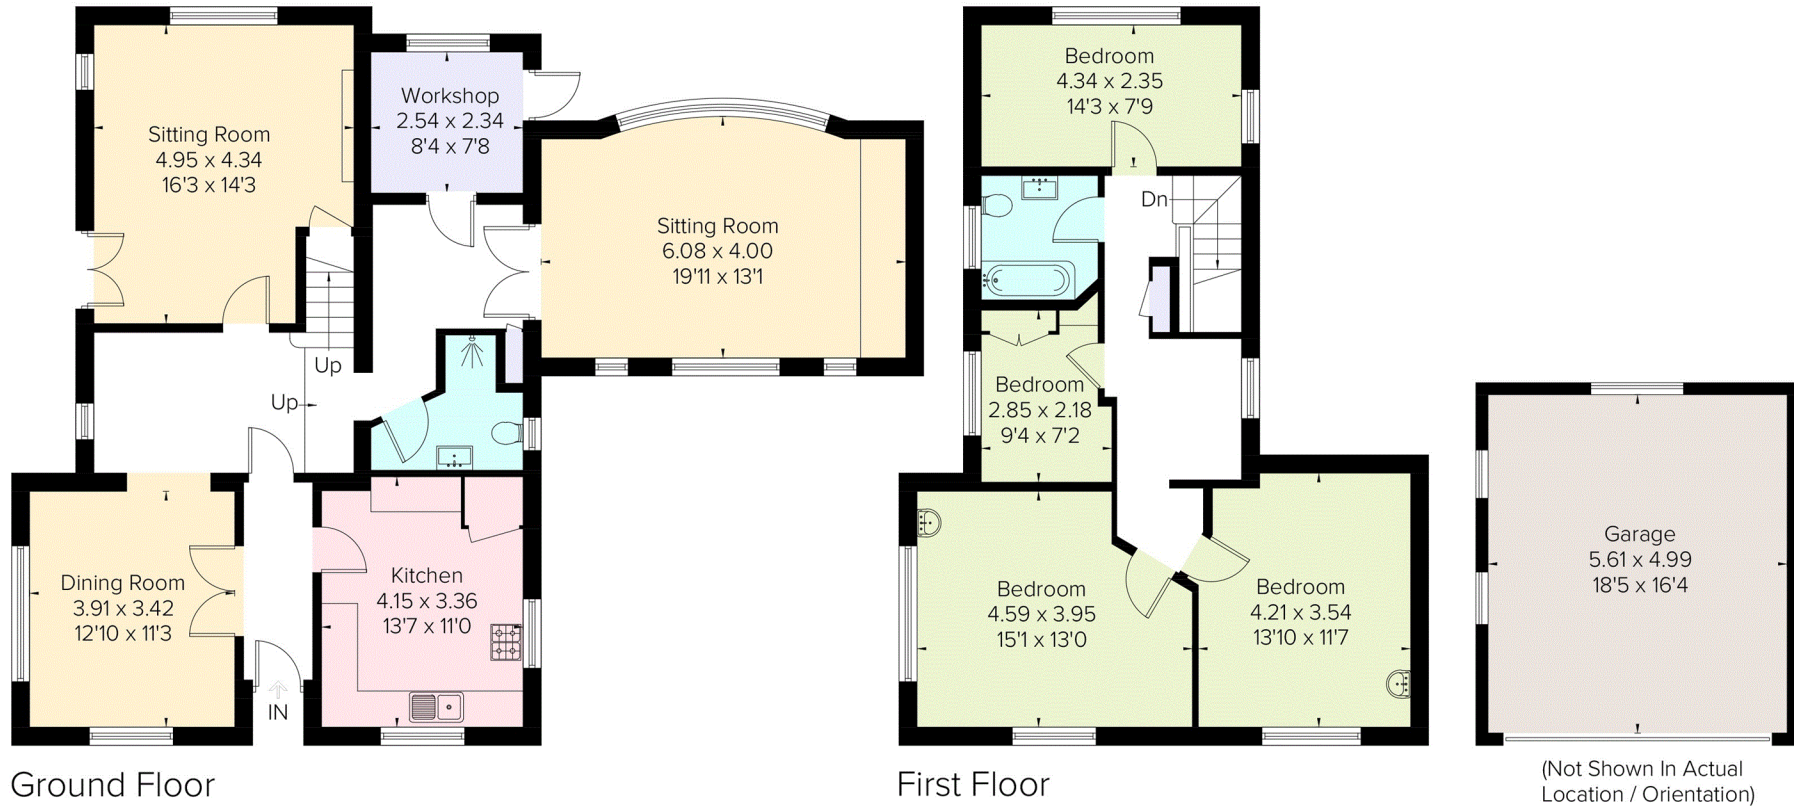 Sitting Room
4.95 x 4.34
16'3 x 14'3
Workshop
2.54 x 2.34
8'4 x 7'8
Sitting Room
6.08 x 4.00
19'11 x 13'1
Up
Up
Dining Room
3.91 x 3.42
12'10 x 11'3
IN
Kitchen
4.15 x 3.36
13'7 x 11'0
Ground Floor
Bedroom
4.34 x 2.35
14'3 x 7'9
Dn
Bedroom
2.85 x 2.18
9'4 x 7'2
Bedroom
4.59 x 3.95
15'1 x 13'0
Bedroom
4.21 x 3.54
13'10 x 11'7
First Floor
Garage
5.61 x 4.99
18'5 x 16'4
(Not Shown In Actual
Location / Orientation)